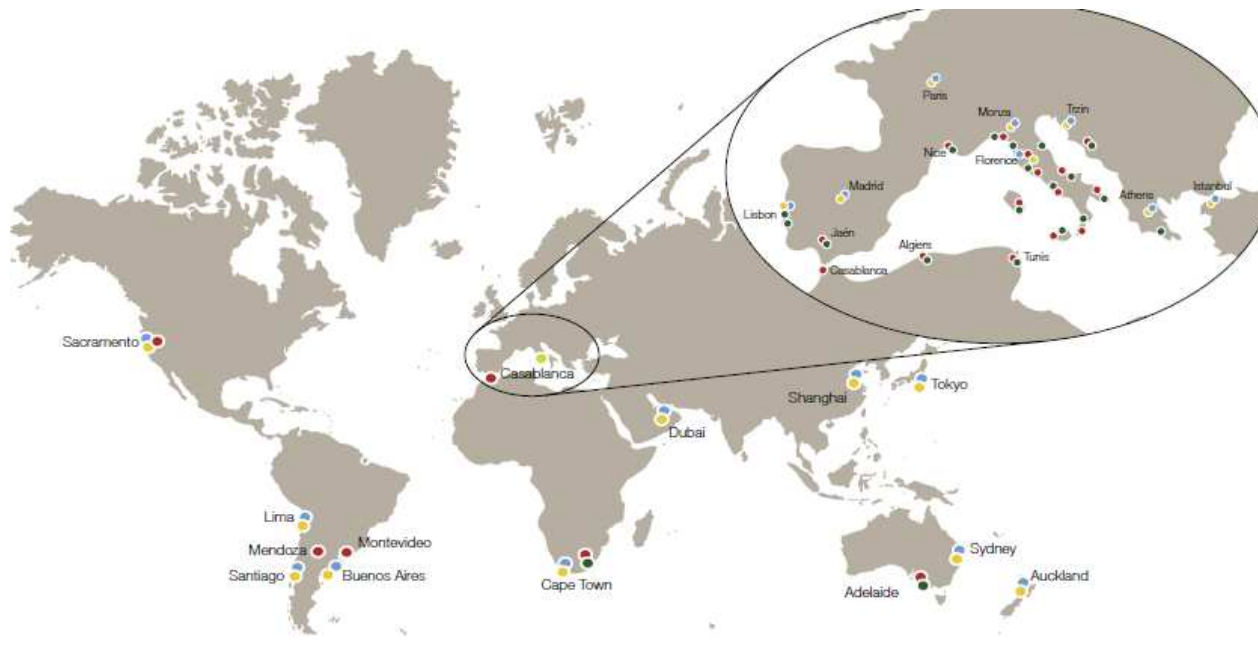 Paris
Monza
Trzin
Nice
Florence
Madrid
Athens
Istanbul
Lisbon
Jaén
Algiers
Tunis
Casablanca
Sacramento
Casablanca
Shanghai
Tokyo
Dubai
Lima
Mendoza
Montevideo
Santiago
Buenos Aires
Cape Town
Sydney
Adelaide
Auckland